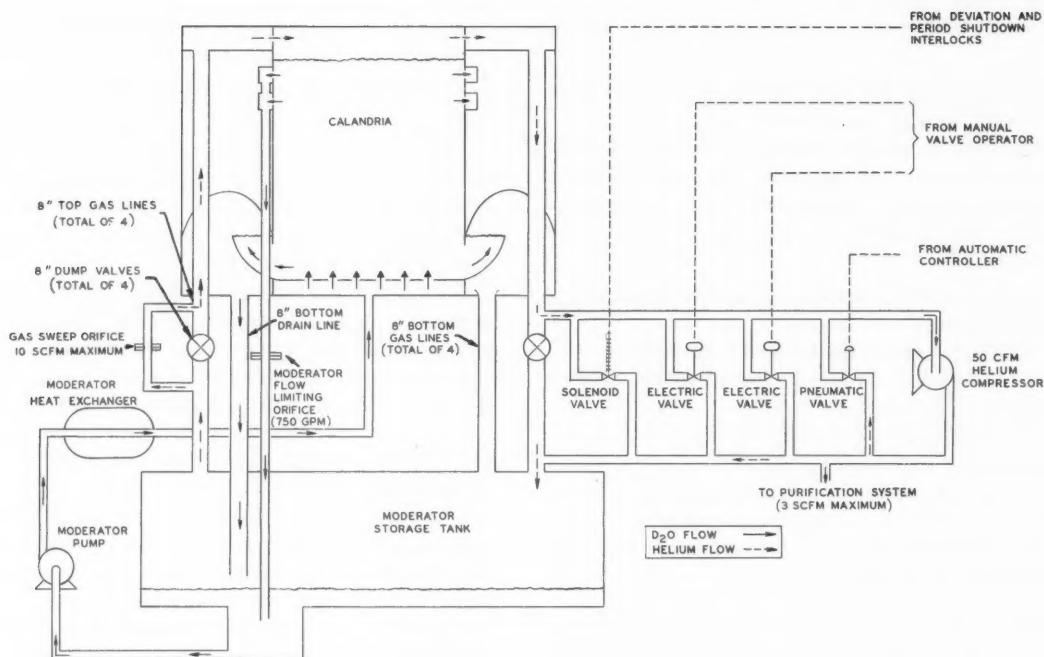 FROM DEVIATION AND
PERIOD SHUTDOWN
INTERLOCKS
CALANDRIA
FROM MANUAL
VALVE OPERATOR
8" TOP GAS LINES
(TOTAL OF 4)
FROM AUTOMATIC
CONTROLLER
8" DUMP VALVES
(TOTAL OF 4)
8" BOTTOM
DRAIN LINE
8" BOTTOM
GAS LINES
(TOTAL OF 4)
GAS SWEEP ORIFICE
10 SCFM MAXIMUM
MODERATOR
FLOW
LIMITING
ORIFICE
(750 GPM)
50 CFM
HELIUM
COMPRESSOR
SOLENOID
VALVE
ELECTRIC
VALVE
ELECTRIC
VALVE
PNEUMATIC
VALVE
MODERATOR
HEAT EXCHANGER
TO PURIFICATION SYSTEM
(3 SCFM MAXIMUM)
MODERATOR
STORAGE TANK
MODERATOR
PUMP
D2O FLOW
HELIUM FLOW